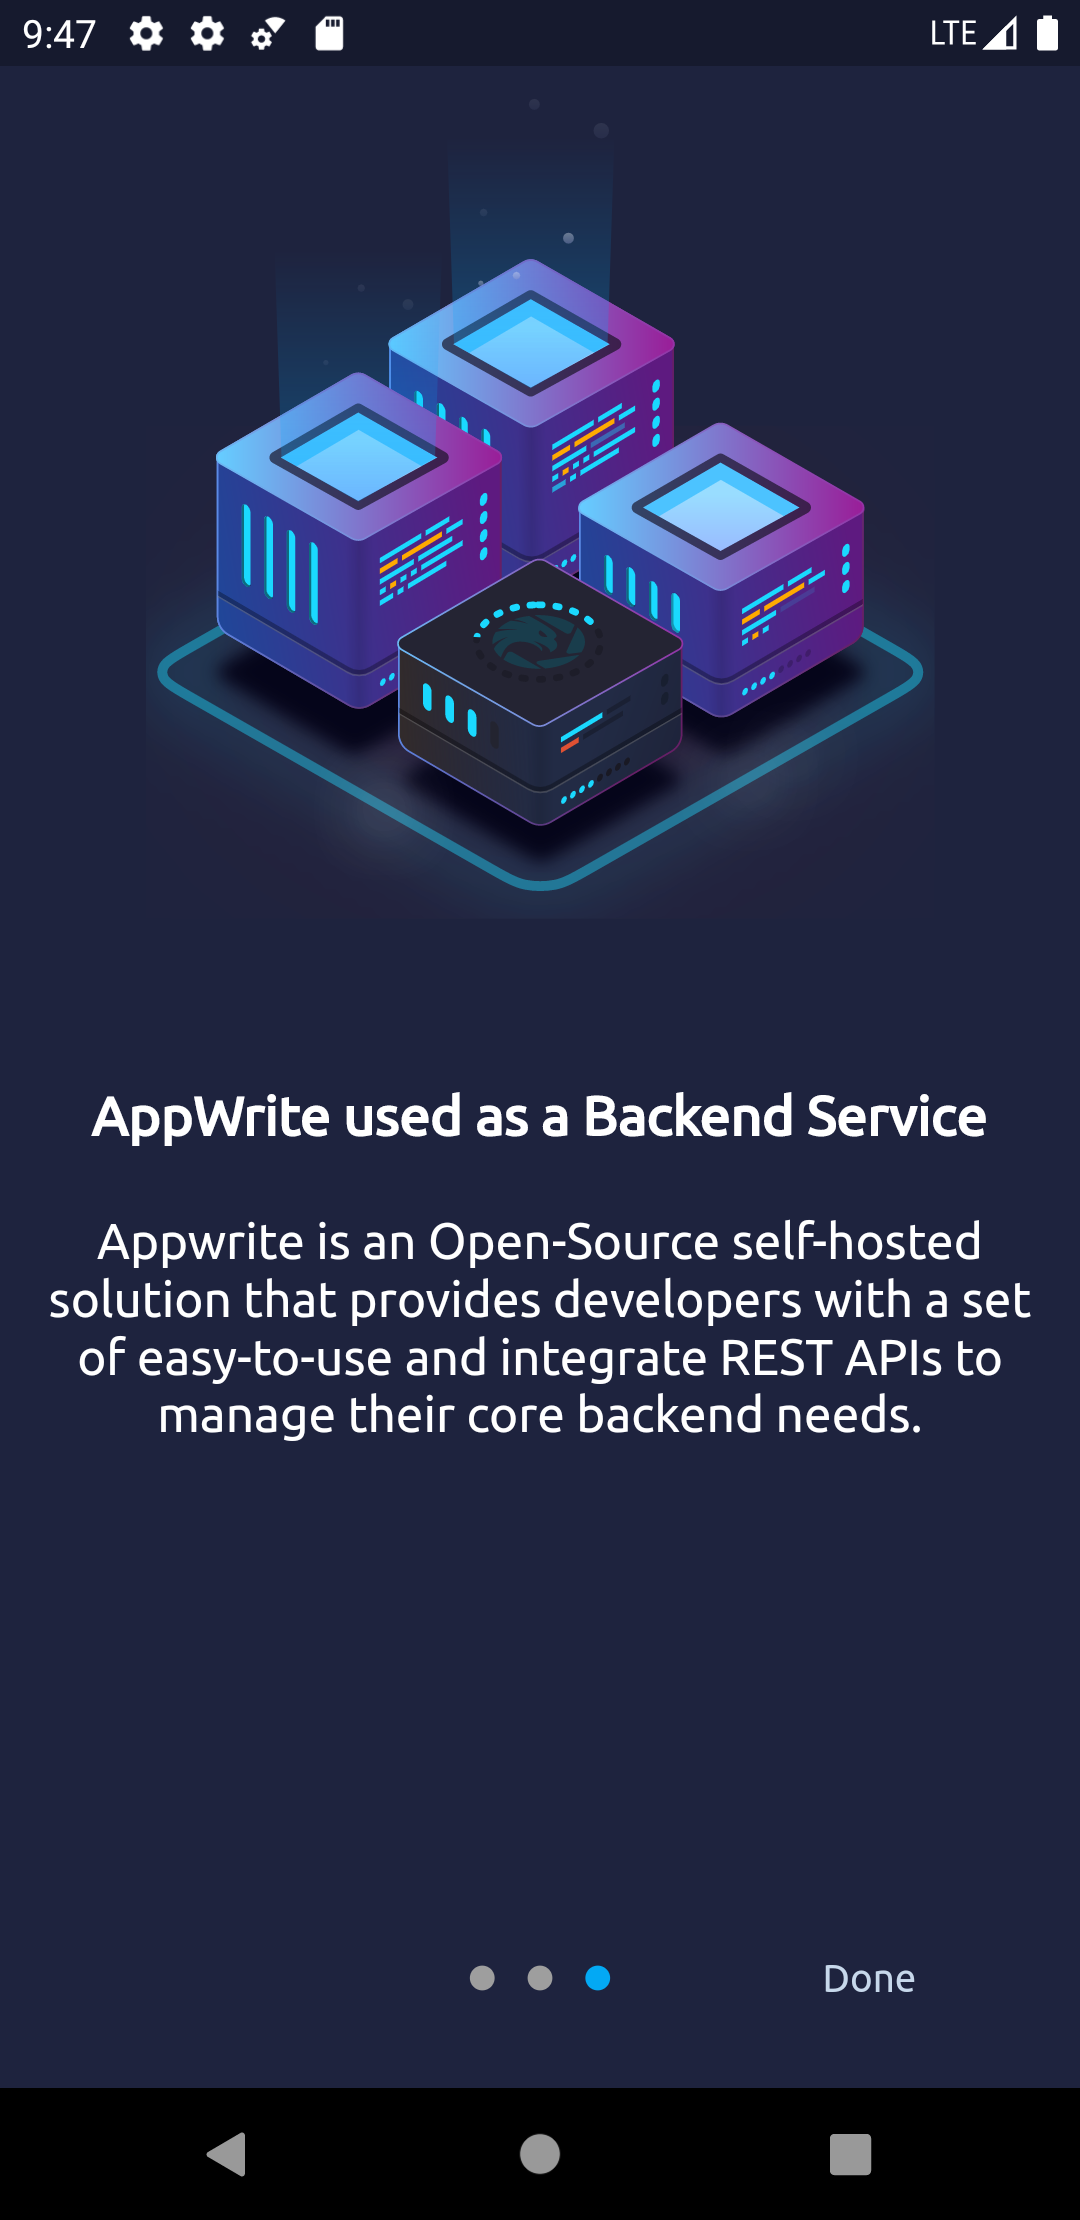 9:47
LTE
AppWrite used as a Backend Service
Appwrite is an Open-Source self-hosted
solution that provides developers with a set
of easy-to-use and integrate REST APIs to
manage their core backend needs.
Done